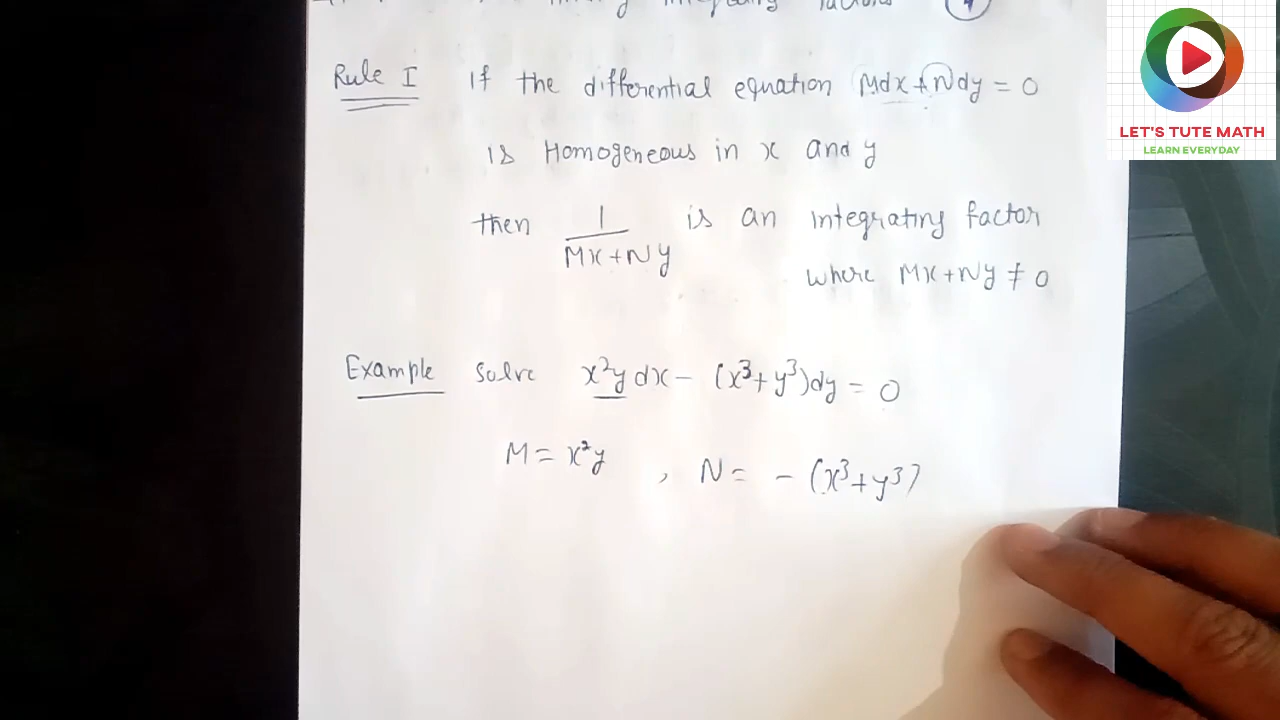 integrating factors
Rule I If the differential equation Mdx + Ndy = 0
is Homogeneous in x and y
then 1/(Mx+Ny) is an integrating factor
where Mx+Ny ≠ 0
Example solve x²y dx − (x³+y³)dy = 0
M = x²y , N = − (x³+y³)
LET'S TUTE MATH
LEARN EVERYDAY